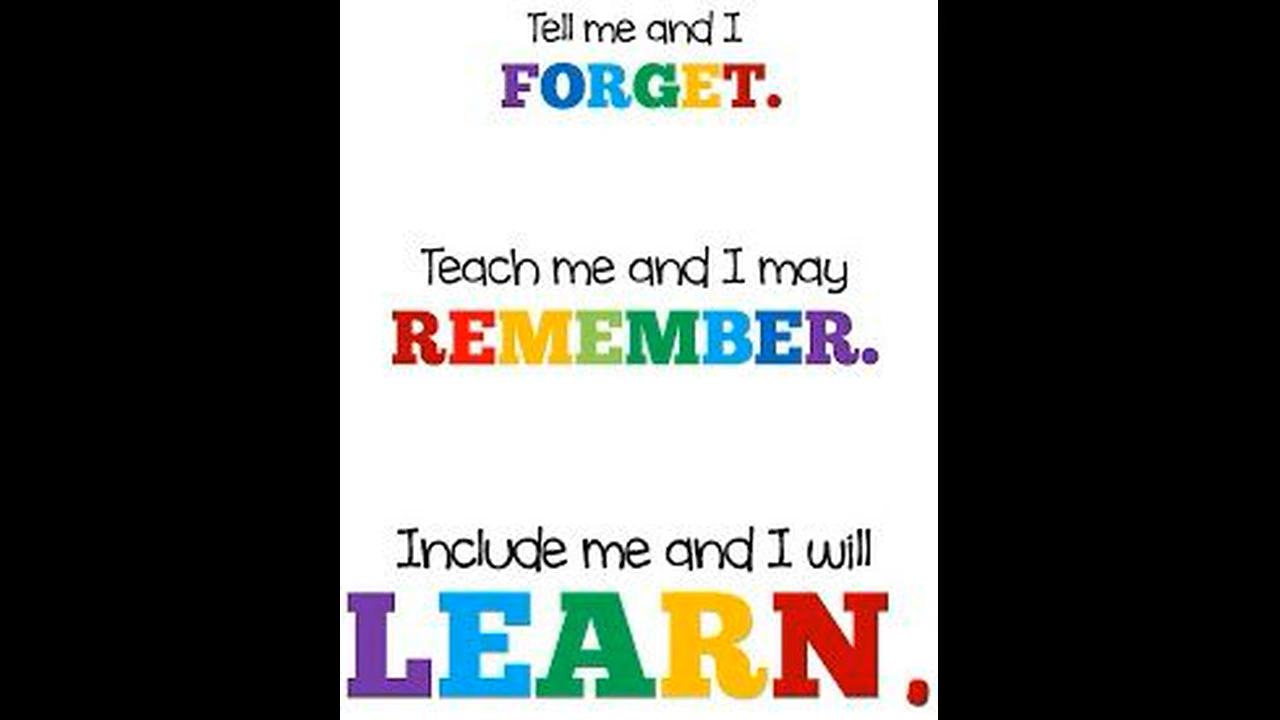 Tell me and I
FORGET.
Teach me and I may
REMEMBER.
Include me and I will
LEARN.